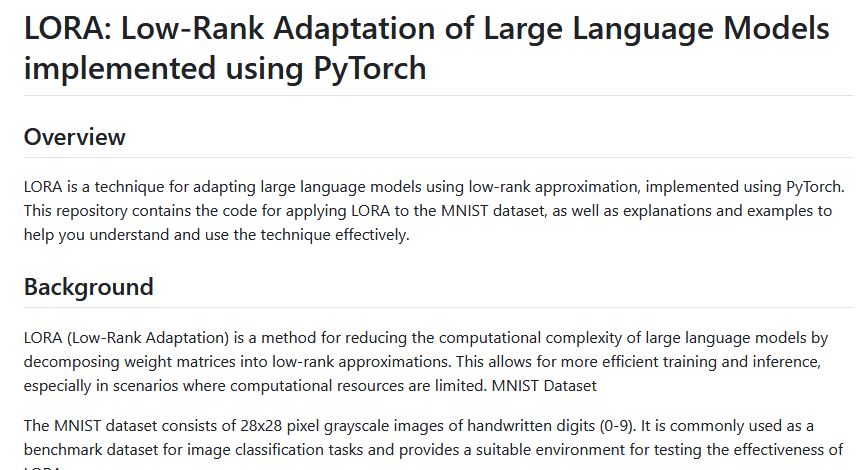 LORA: Low-Rank Adaptation of Large Language Models
implemented using PyTorch
Overview
LORA is a technique for adapting large language models using low-rank approximation, implemented using PyTorch.
This repository contains the code for applying LORA to the MNIST dataset, as well as explanations and examples to
help you understand and use the technique effectively.
Background
LORA (Low-Rank Adaptation) is a method for reducing the computational complexity of large language models by
decomposing weight matrices into low-rank approximations. This allows for more efficient training and inference,
especially in scenarios where computational resources are limited. MNIST Dataset
The MNIST dataset consists of 28x28 pixel grayscale images of handwritten digits (0-9). It is commonly used as a
benchmark dataset for image classification tasks and provides a suitable environment for testing the effectiveness of